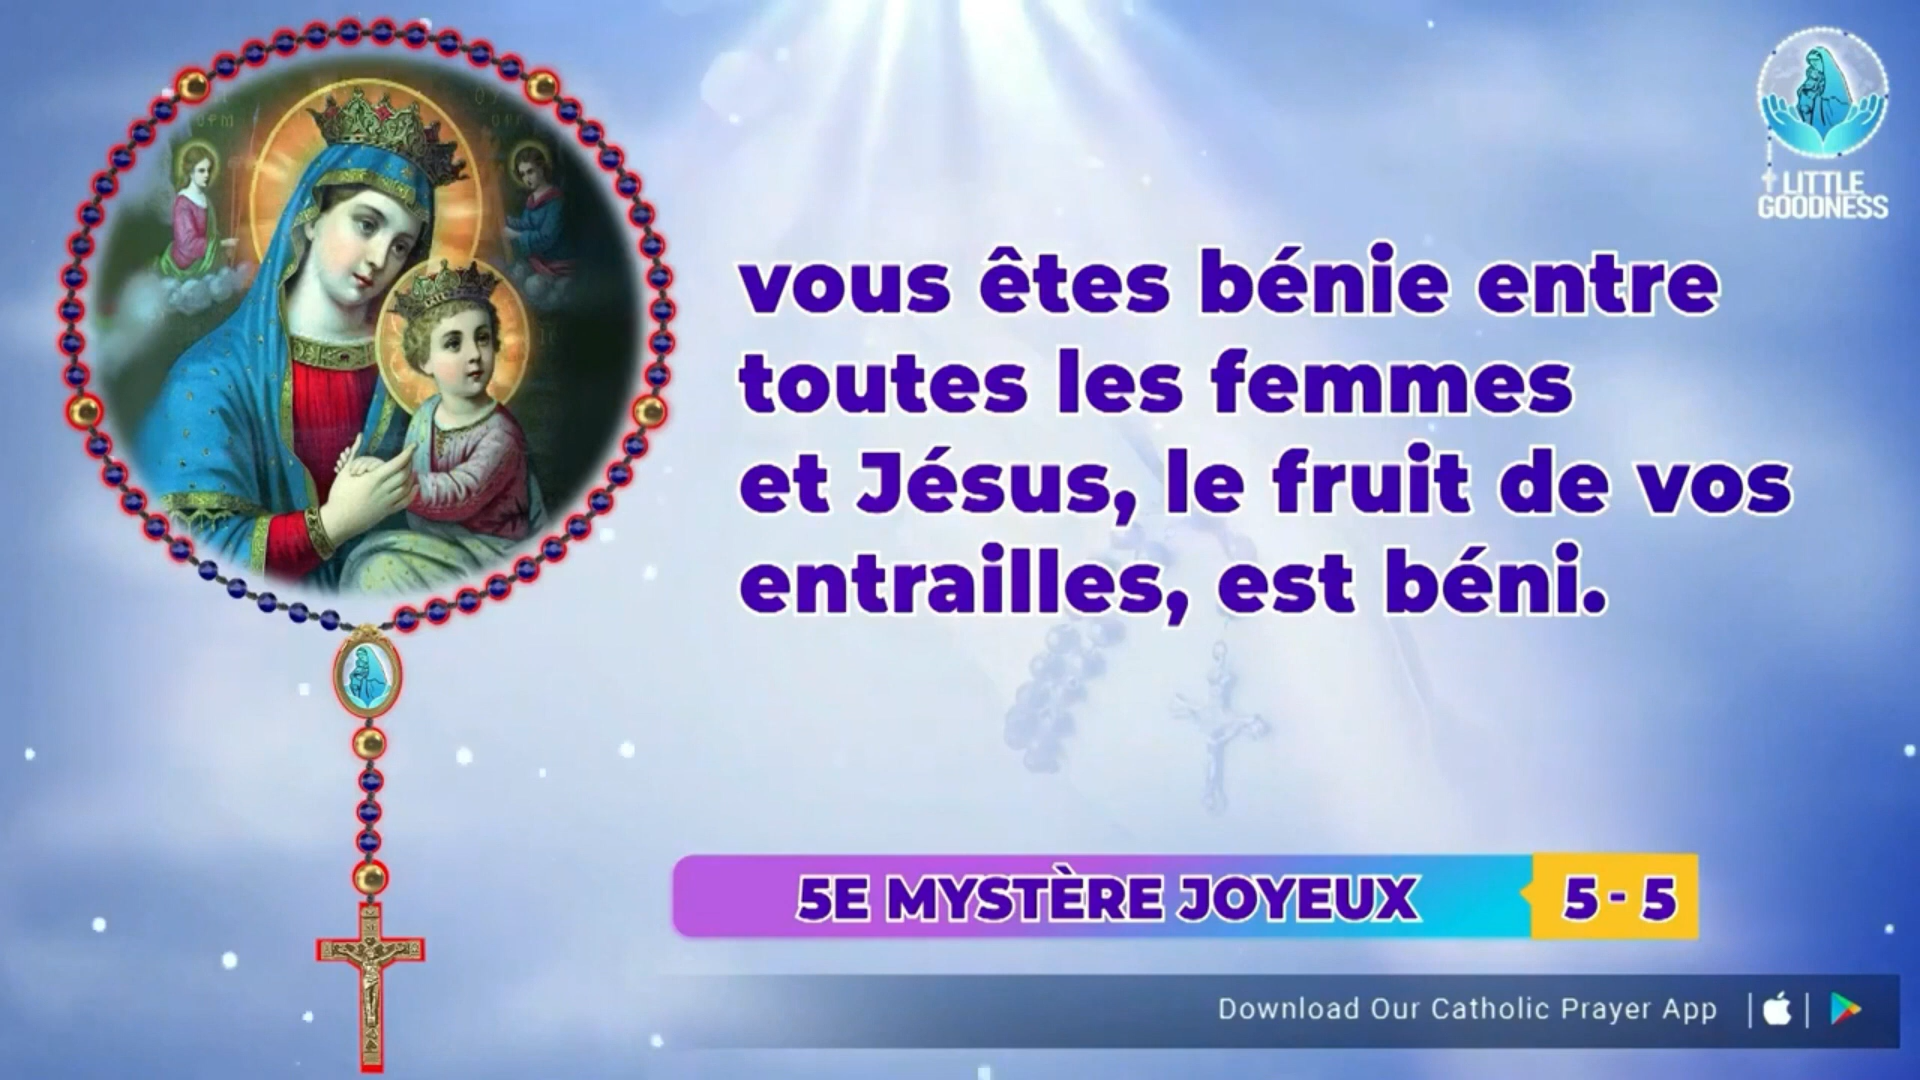 LITTLE
GOODNESS
vous êtes bénie entre
toutes les femmes
et Jésus, le fruit de vos
entrailles, est béni.
5E MYSTÈRE JOYEUX
5 - 5
Download Our Catholic Prayer App